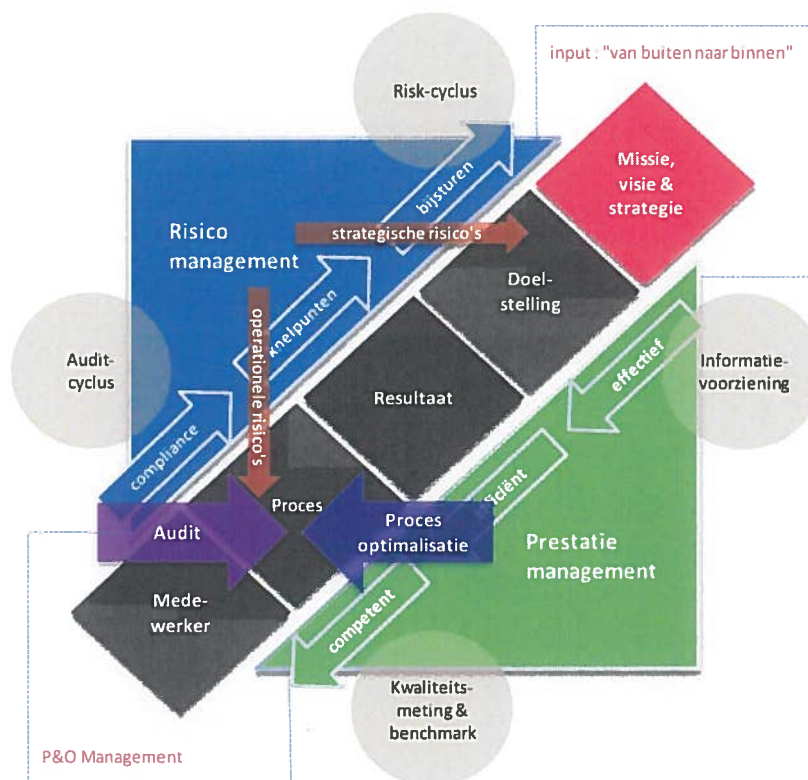 input : "van buiten naar binnen"
Risk-cyclus
Missie,
visie &
strategie
bijsturen
strategische risico's
Risico
management
Doel-
stelling
knelpunten
operationele risico's
Audit-
cyclus
effectief
Informatie-
voorziening
Resultaat
compliance
Proces
Audit
Proces
optimalisatie
Prestatie
management
Mede-
werker
competent
Kwaliteits-
meting &
benchmark
P&O Management